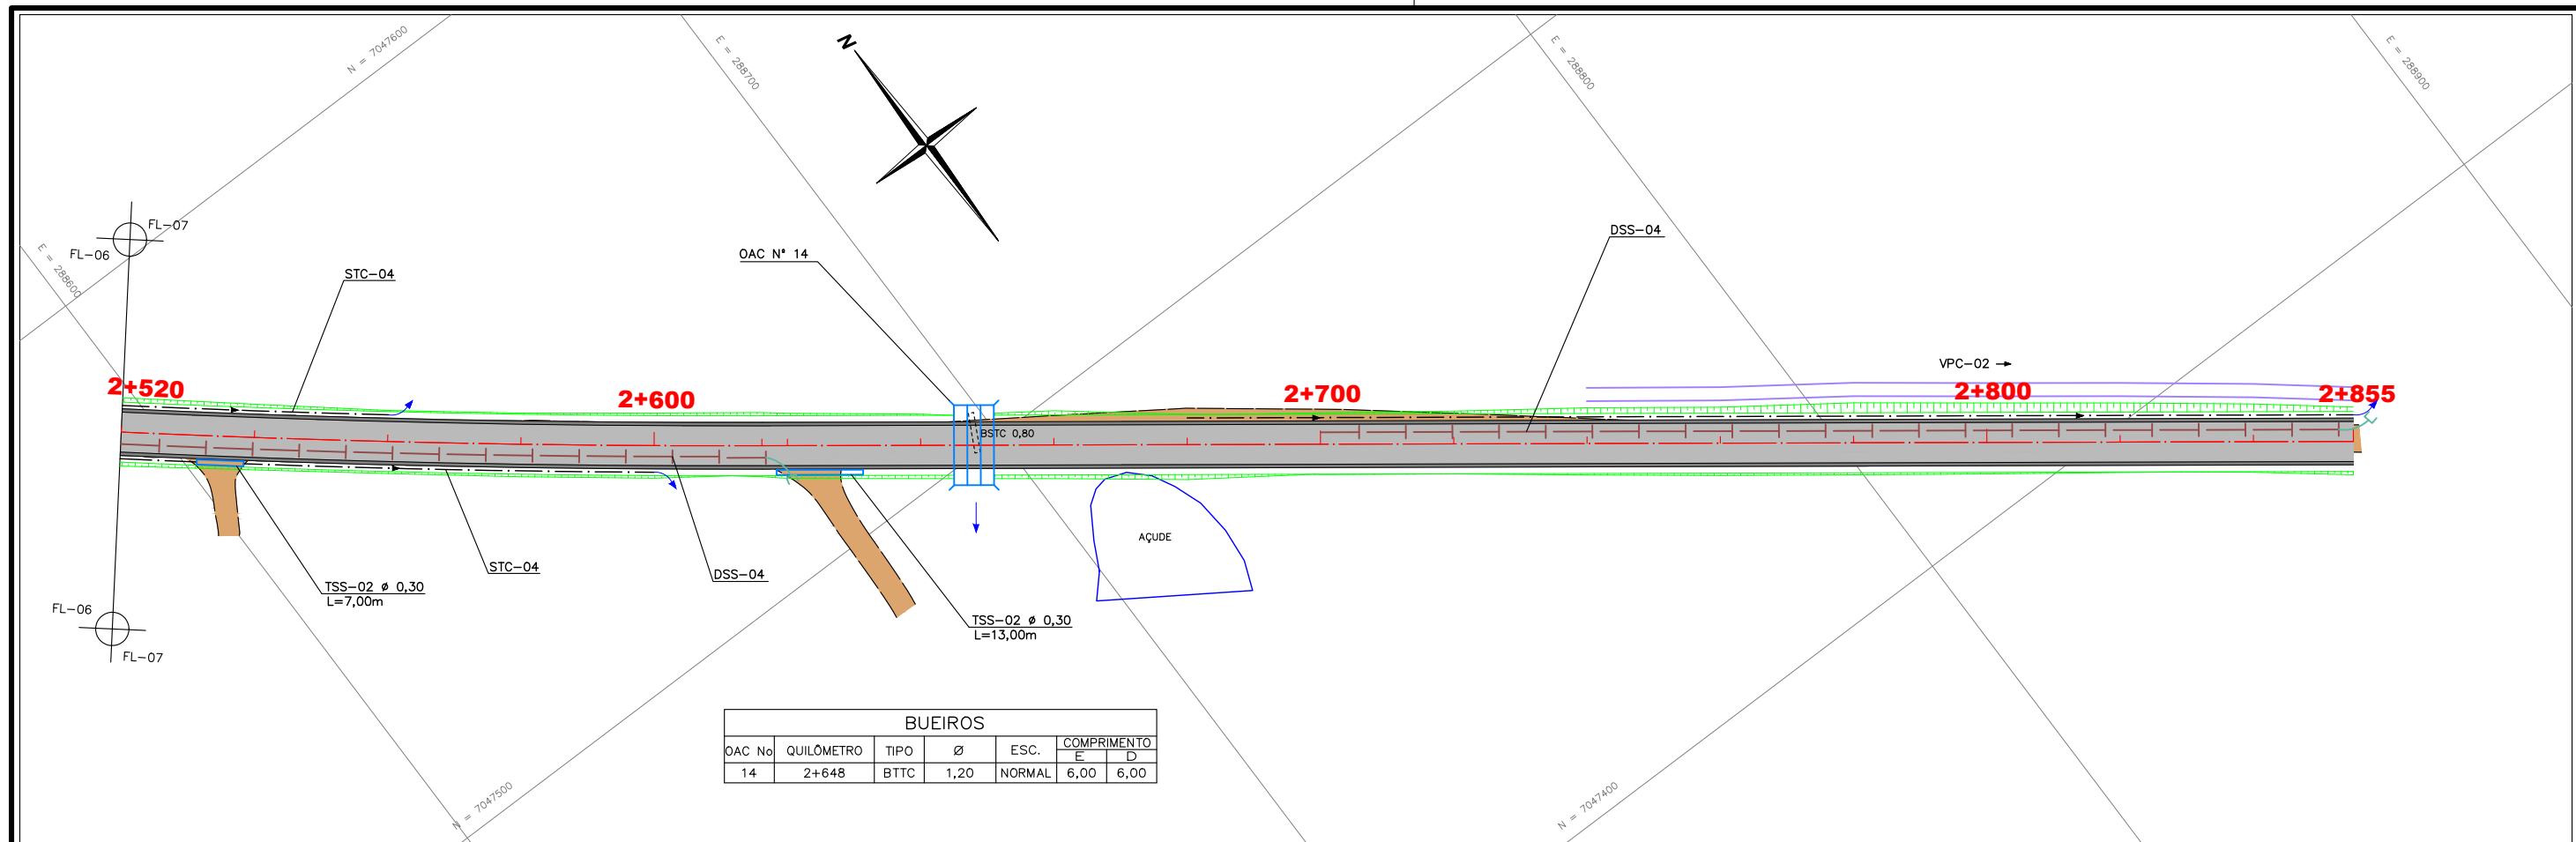 N = 7047600
E = 288700
N
E = 288800
E = 288900
FL-07
FL-06
E = 288600
STC-04
OAC N° 14
DSS-04
VPC-02
2+520
2+600
2+700
2+800
2+855
BSTC 0,80
AÇUDE
STC-04
DSS-04
TSS-02 ø 0,30
L=7,00m
FL-06
FL-07
TSS-02 ø 0,30
L=13,00m
BUEIROS
OAC No QUILÔMETRO TIPO Ø ESC. COMPRIMENTO
E D
14 2+648 BTTC 1,20 NORMAL 6,00 6,00
N = 7047500
N = 7047400